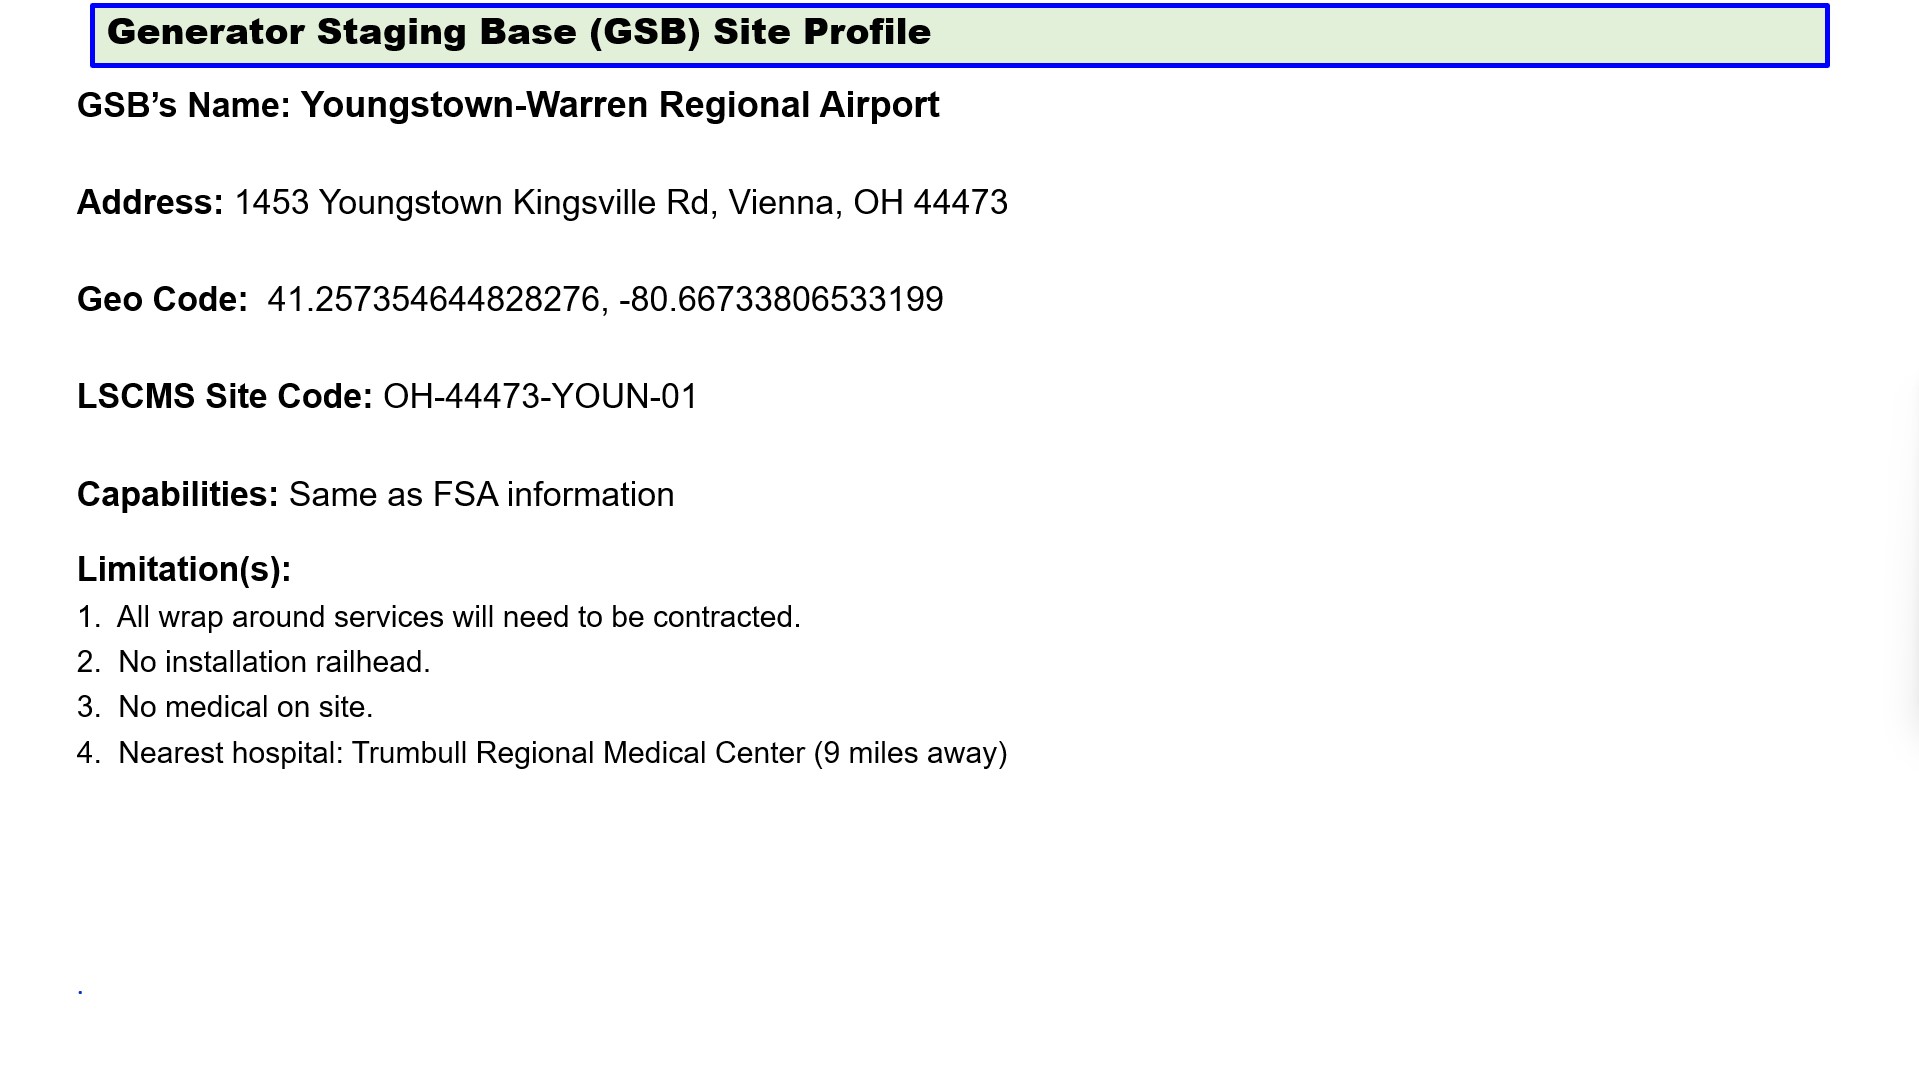 Generator Staging Base (GSB) Site Profile
GSB’s Name: Youngstown-Warren Regional Airport
Address: 1453 Youngstown Kingsville Rd, Vienna, OH 44473
Geo Code: 41.257354644828276, -80.66733806533199
LSCMS Site Code: OH-44473-YOUN-01
Capabilities: Same as FSA information
Limitation(s):
1. All wrap around services will need to be contracted.
2. No installation railhead.
3. No medical on site.
4. Nearest hospital: Trumbull Regional Medical Center (9 miles away)
.